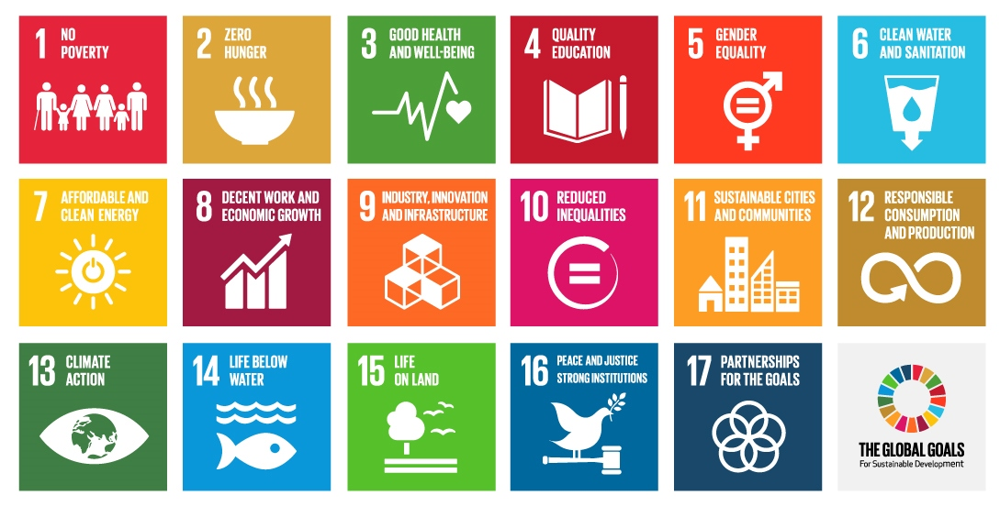 1 NO
POVERTY
2 ZERO
HUNGER
3 GOOD HEALTH
AND WELL-BEING
4 QUALITY
EDUCATION
5 GENDER
EQUALITY
6 CLEAN WATER
AND SANITATION
7 AFFORDABLE AND
CLEAN ENERGY
8 DECENT WORK AND
ECONOMIC GROWTH
9 INDUSTRY, INNOVATION
AND INFRASTRUCTURE
10 REDUCED
INEQUALITIES
11 SUSTAINABLE CITIES
AND COMMUNITIES
12 RESPONSIBLE
CONSUMPTION
AND PRODUCTION
13 CLIMATE
ACTION
14 LIFE BELOW
WATER
15 LIFE
ON LAND
16 PEACE AND JUSTICE
STRONG INSTITUTIONS
17 PARTNERSHIPS
FOR THE GOALS
THE GLOBAL GOALS
For Sustainable Development